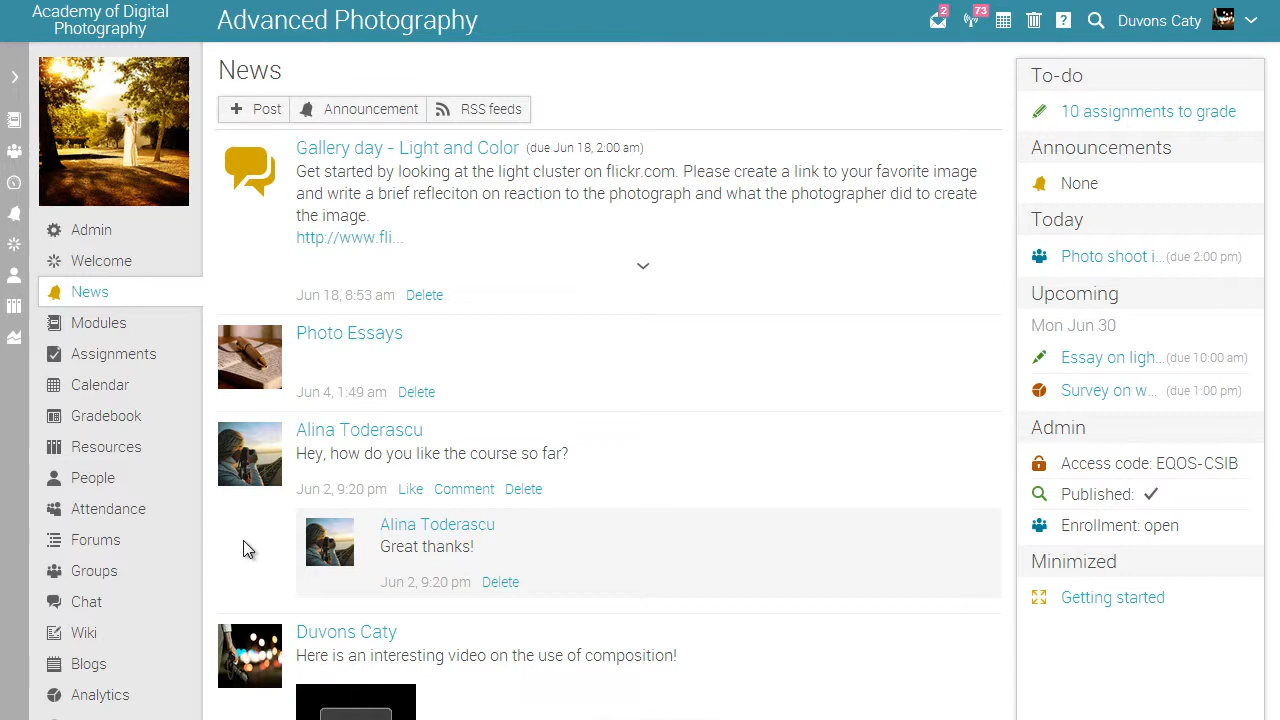 Academy of Digital
Photography
Advanced Photography
2
73
?
Duvons Caty
Admin
Welcome
News
Modules
Assignments
Calendar
Gradebook
Resources
People
Attendance
Forums
Groups
Chat
Wiki
Blogs
Analytics
News
+ Post
Announcement
RSS feeds
Gallery day - Light and Color (due Jun 18, 2:00 am)
Get started by looking at the light cluster on flickr.com. Please create a link to your favorite image
and write a brief refleciton on reaction to the photograph and what the photographer did to create
the image.
http://www.fli...
Jun 18, 8:53 am Delete
Photo Essays
Jun 4, 1:49 am Delete
Alina Toderascu
Hey, how do you like the course so far?
Jun 2, 9:20 pm Like Comment Delete
Alina Toderascu
Great thanks!
Jun 2, 9:20 pm Delete
Duvons Caty
Here is an interesting video on the use of composition!
To-do
10 assignments to grade
Announcements
None
Today
Photo shoot i... (due 2:00 pm)
Upcoming
Mon Jun 30
Essay on ligh... (due 10:00 am)
Survey on w... (due 1:00 pm)
Admin
Access code: EQOS-CSIB
Published: ✓
Enrollment: open
Minimized
Getting started